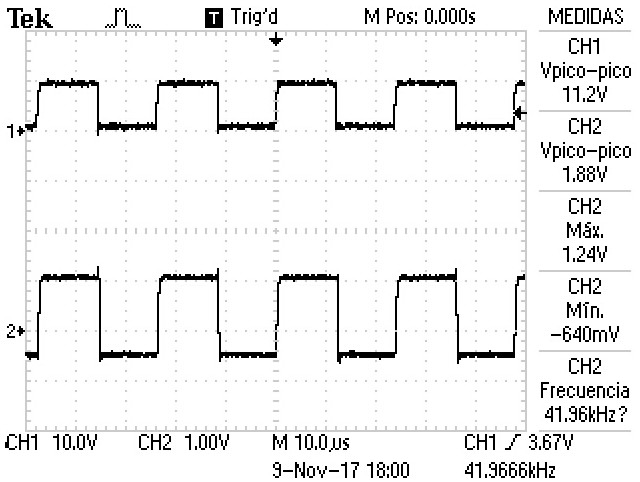 Tek T Trig'd M Pos: 0.000s MEDIDAS
CH1
Vpico-pico
11.2V
CH2
Vpico-pico
1.88V
CH2
Máx.
1.24V
CH2
Mín.
-640mV
CH2
Frecuencia
41.96kHz?
1
2
CH1 10.0V CH2 1.00V M 10.0µs CH1 3.67V
9-Nov-17 18:00 41.9666kHz